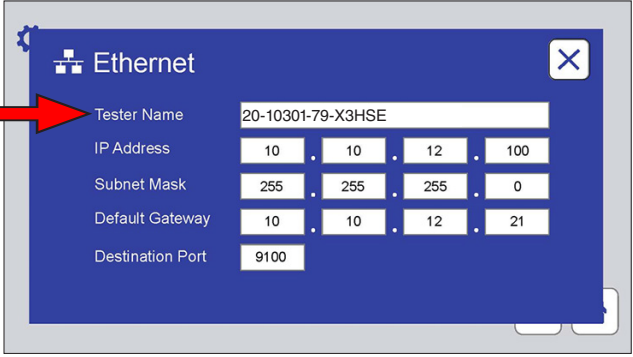 Ethernet
Tester Name 20-10301-79-X3HSE
IP Address 10 . 10 . 12 . 100
Subnet Mask 255 . 255 . 255 . 0
Default Gateway 10 . 10 . 12 . 21
Destination Port 9100